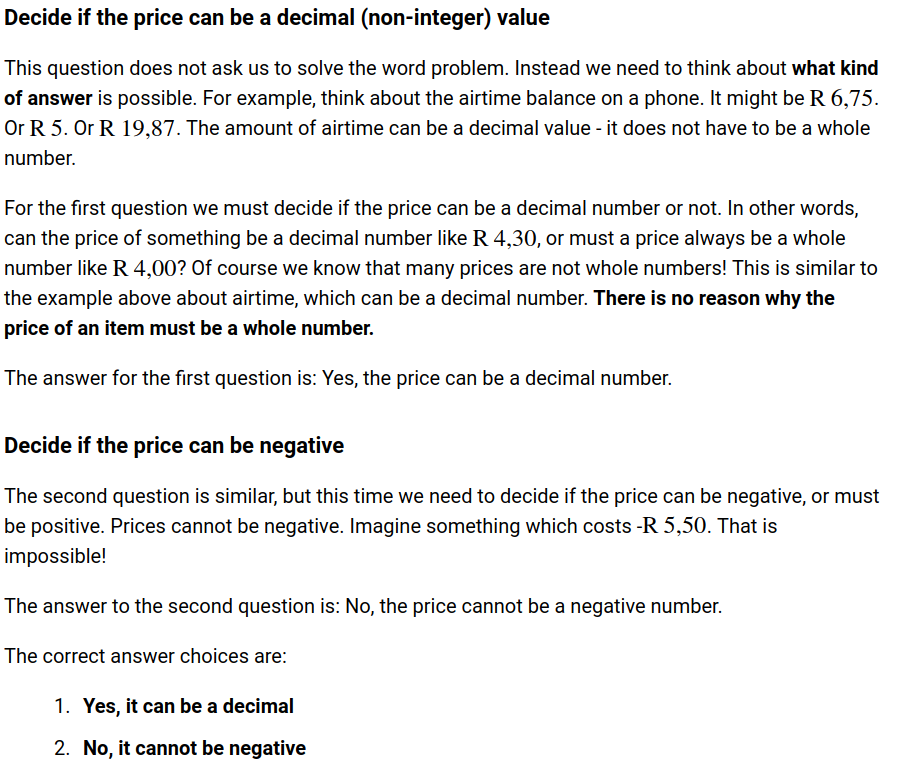 Decide if the price can be a decimal (non-integer) value
This question does not ask us to solve the word problem. Instead we need to think about what kind
of answer is possible. For example, think about the airtime balance on a phone. It might be R 6,75.
Or R 5. Or R 19,87. The amount of airtime can be a decimal value - it does not have to be a whole
number.
For the first question we must decide if the price can be a decimal number or not. In other words,
can the price of something be a decimal number like R 4,30, or must a price always be a whole
number like R 4,00? Of course we know that many prices are not whole numbers! This is similar to
the example above about airtime, which can be a decimal number. There is no reason why the
price of an item must be a whole number.
The answer for the first question is: Yes, the price can be a decimal number.
Decide if the price can be negative
The second question is similar, but this time we need to decide if the price can be negative, or must
be positive. Prices cannot be negative. Imagine something which costs -R 5,50. That is
impossible!
The answer to the second question is: No, the price cannot be a negative number.
The correct answer choices are:
1. Yes, it can be a decimal
2. No, it cannot be negative